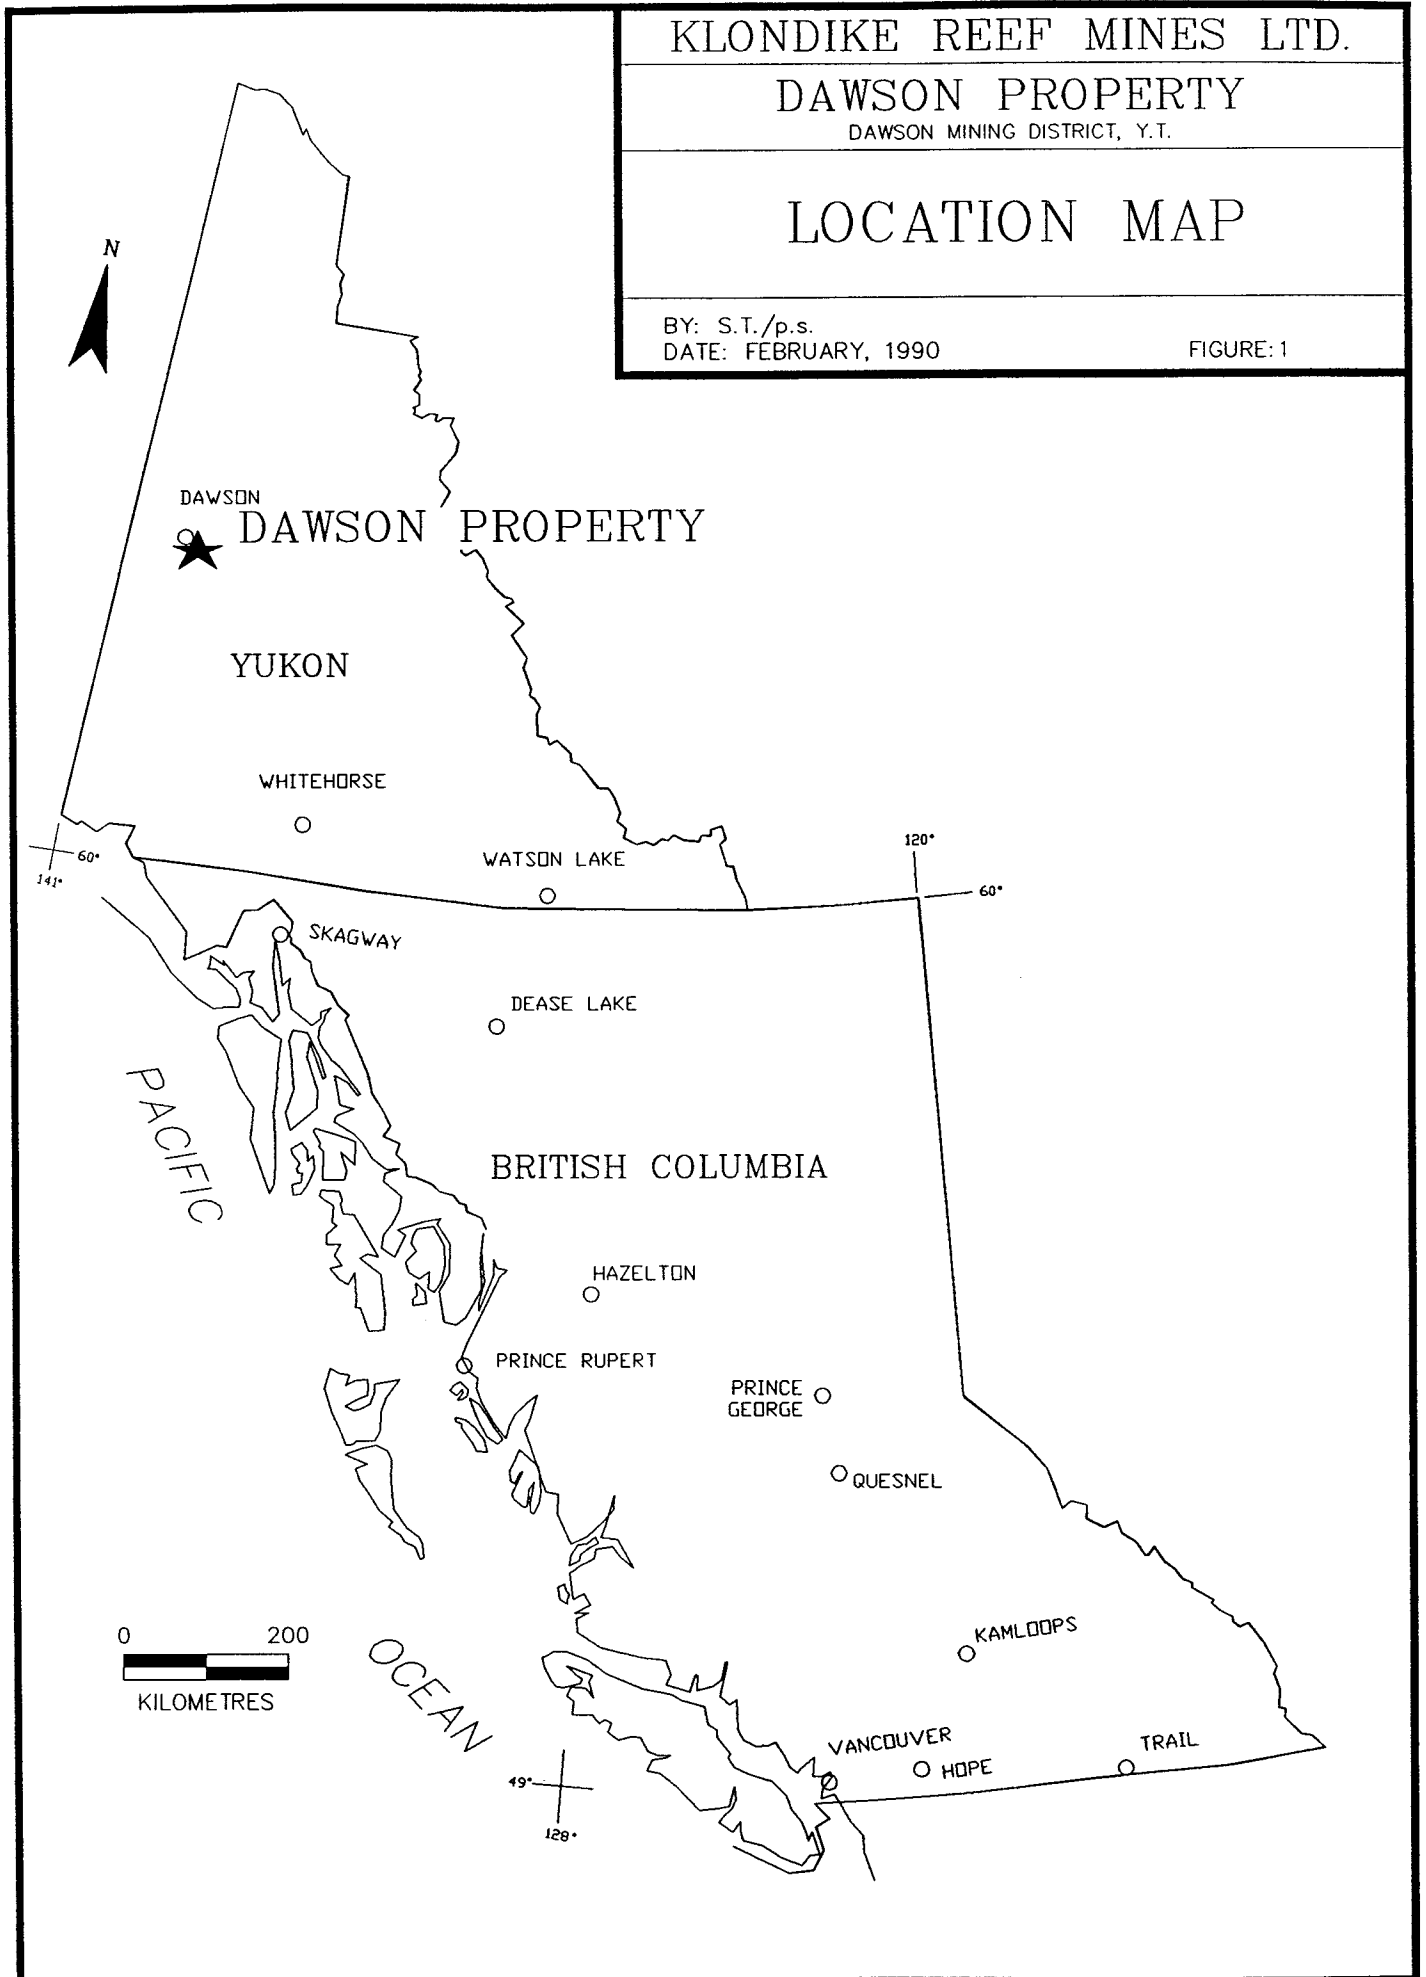 KLONDIKE REEF MINES LTD.
DAWSON PROPERTY
DAWSON MINING DISTRICT, Y.T.
LOCATION MAP
BY: S.T./p.s.
DATE: FEBRUARY, 1990
FIGURE: 1
N
DAWSON
DAWSON PROPERTY
YUKON
WHITEHORSE
WATSON LAKE
120°
60°
60°
141°
SKAGWAY
DEASE LAKE
PACIFIC
BRITISH COLUMBIA
HAZELTON
PRINCE RUPERT
PRINCE
GEORGE
QUESNEL
KAMLOOPS
0 200
KILOMETRES
OCEAN
VANCOUVER
HOPE
TRAIL
49°
128°